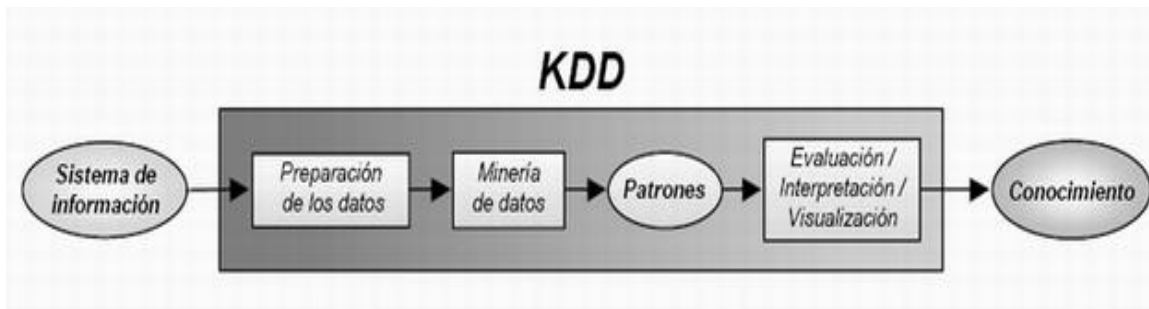 KDD
Sistema de
información
Preparación
de los datos
Minería
de datos
Patrones
Evaluación /
Interpretación /
Visualización
Conocimiento